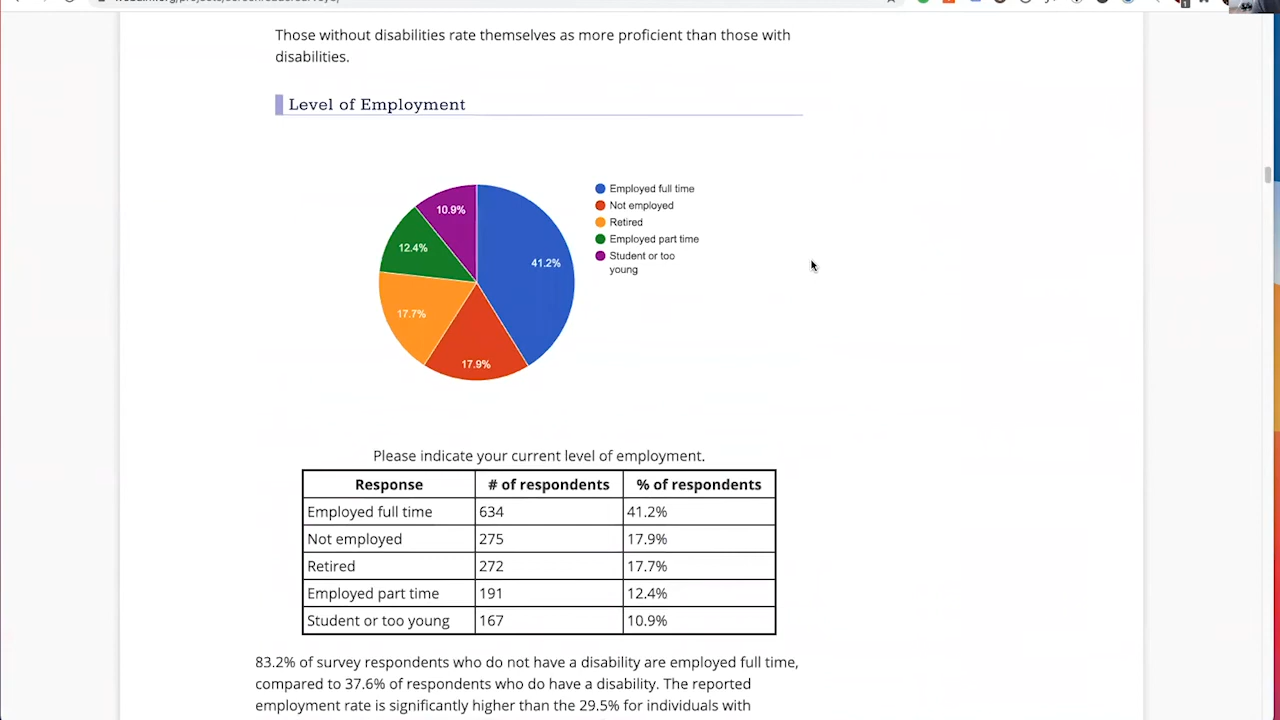 Those without disabilities rate themselves as more proficient than those with
disabilities.
Level of Employment
Employed full time
Not employed
Retired
Employed part time
Student or too
young
10.9%
12.4%
41.2%
17.7%
17.9%
Please indicate your current level of employment.
Response # of respondents % of respondents
Employed full time 634 41.2%
Not employed 275 17.9%
Retired 272 17.7%
Employed part time 191 12.4%
Student or too young 167 10.9%
83.2% of survey respondents who do not have a disability are employed full time,
compared to 37.6% of respondents who do have a disability. The reported
employment rate is significantly higher than the 29.5% for individuals with